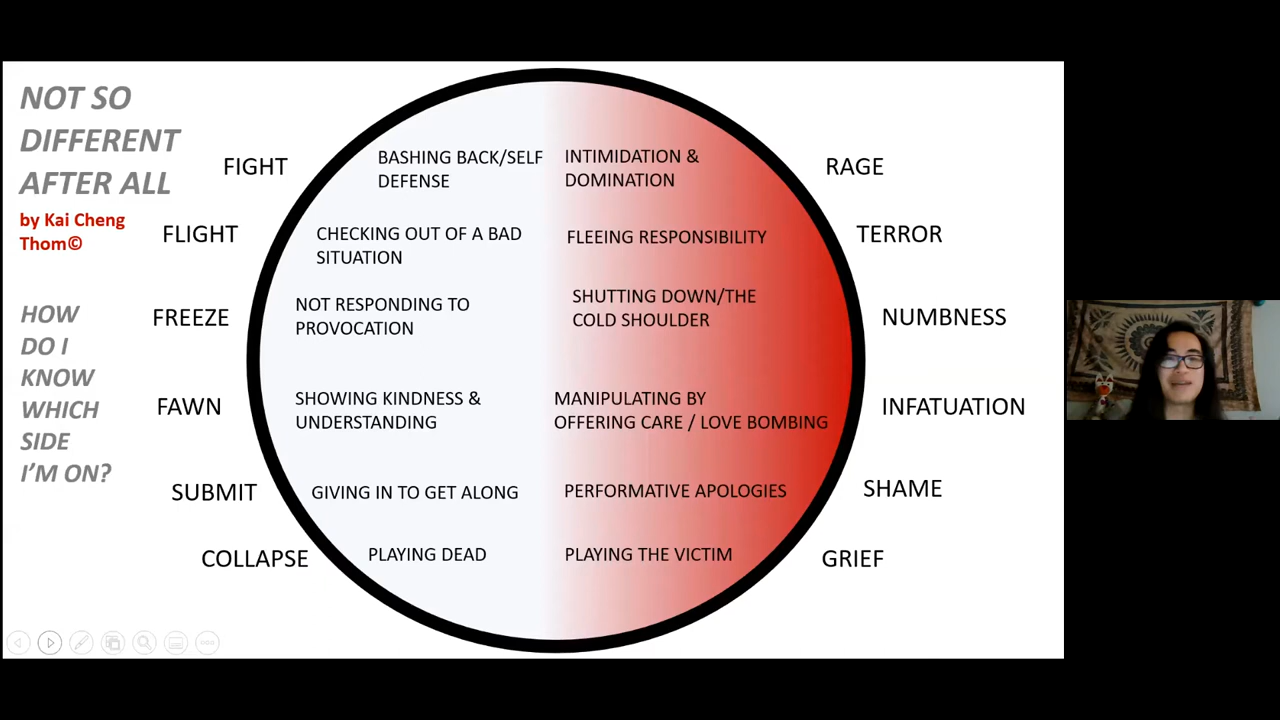 NOT SO
DIFFERENT
AFTER ALL
by Kai Cheng
Thom©
HOW
DO I
KNOW
WHICH
SIDE
I'M ON?
FIGHT
BASHING BACK/SELF
DEFENSE
INTIMIDATION &
DOMINATION
RAGE
FLIGHT
CHECKING OUT OF A BAD
SITUATION
FLEEING RESPONSIBILITY
TERROR
FREEZE
NOT RESPONDING TO
PROVOCATION
SHUTTING DOWN/THE
COLD SHOULDER
NUMBNESS
FAWN
SHOWING KINDNESS &
UNDERSTANDING
MANIPULATING BY
OFFERING CARE / LOVE BOMBING
INFATUATION
SUBMIT
GIVING IN TO GET ALONG
PERFORMATIVE APOLOGIES
SHAME
COLLAPSE
PLAYING DEAD
PLAYING THE VICTIM
GRIEF